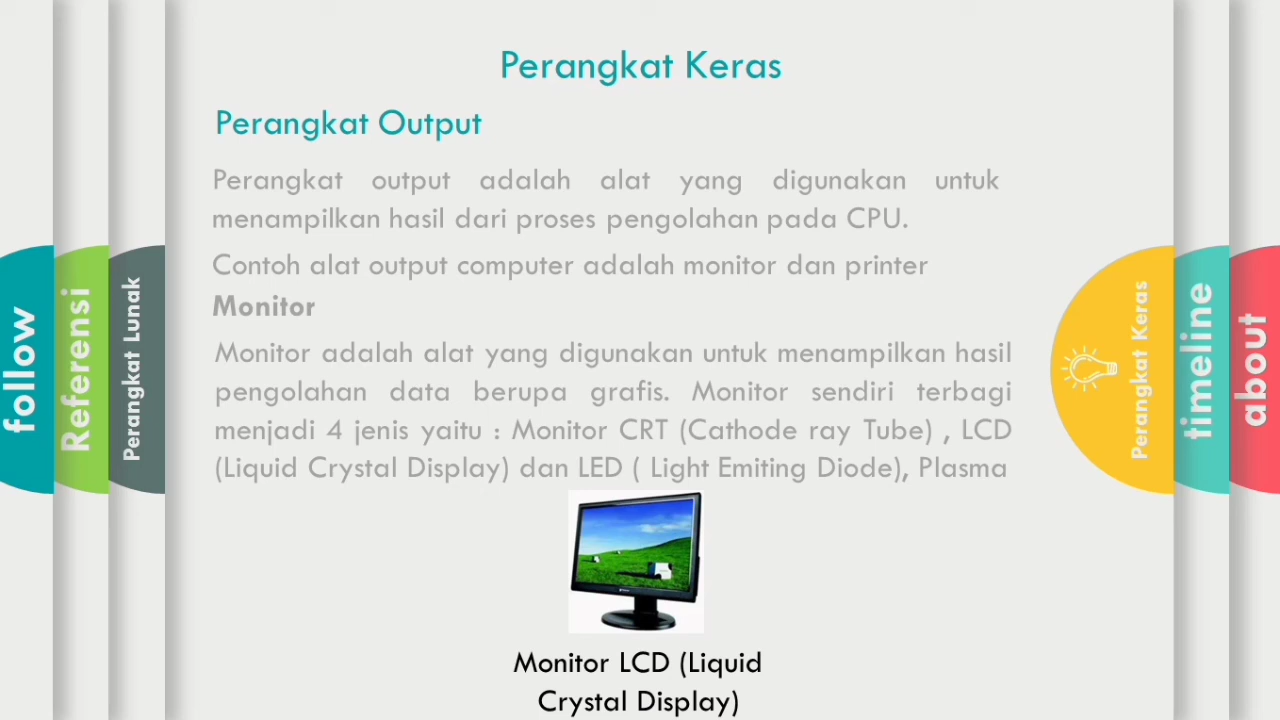 Perangkat Keras
Perangkat Output
Perangkat output adalah alat yang digunakan untuk
menampilkan hasil dari proses pengolahan pada CPU.
Contoh alat output computer adalah monitor dan printer
Monitor
Monitor adalah alat yang digunakan untuk menampilkan hasil
pengolahan data berupa grafis. Monitor sendiri terbagi
menjadi 4 jenis yaitu : Monitor CRT (Cathode ray Tube) , LCD
(Liquid Crystal Display) dan LED ( Light Emiting Diode), Plasma
Monitor LCD (Liquid
Crystal Display)
follow
Referensi
Perangkat Lunak
Perangkat Keras
timeline
about